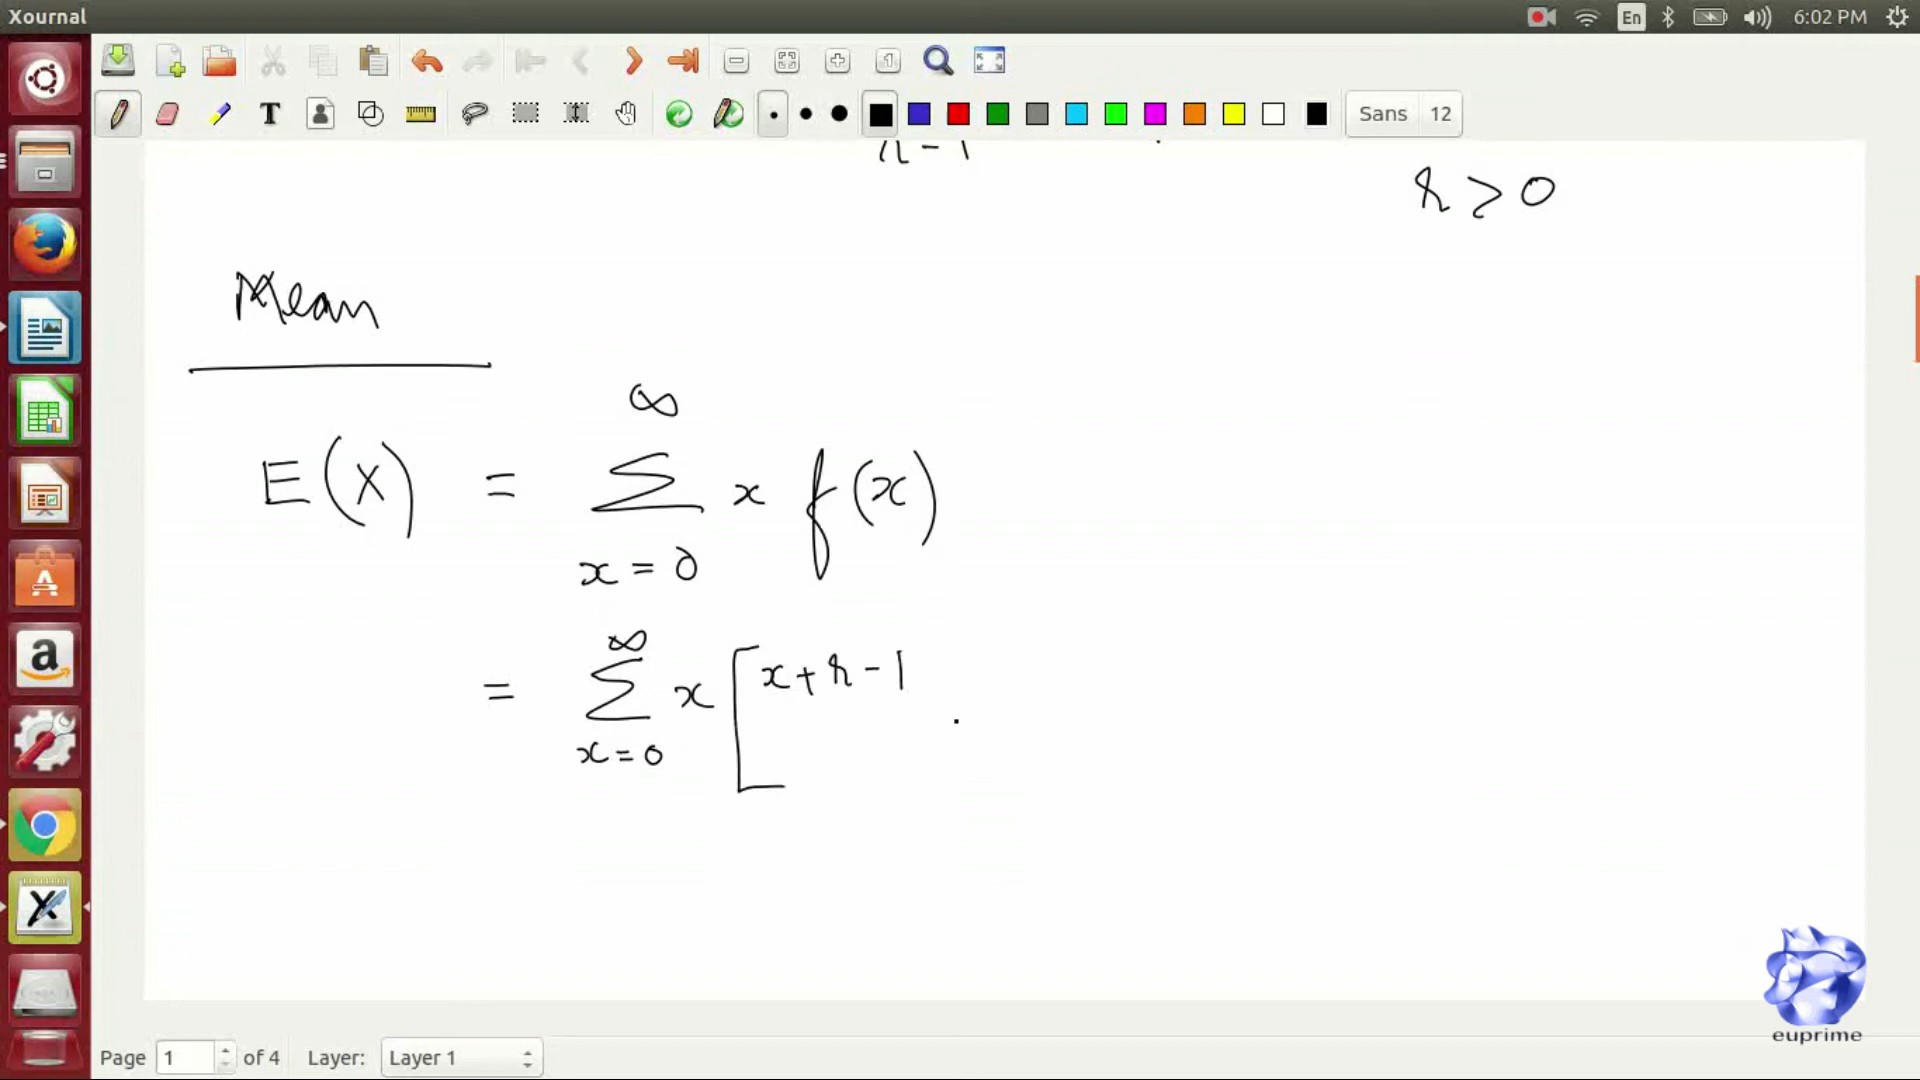 Xournal
En
6:02 PM
Sans 12
r - 1
r > 0
Mean
∞
E(X) = Σ x f(x)
x = 0
∞
= Σ x [ x + r - 1
x = 0
euprime
Page 1 of 4 Layer: Layer 1